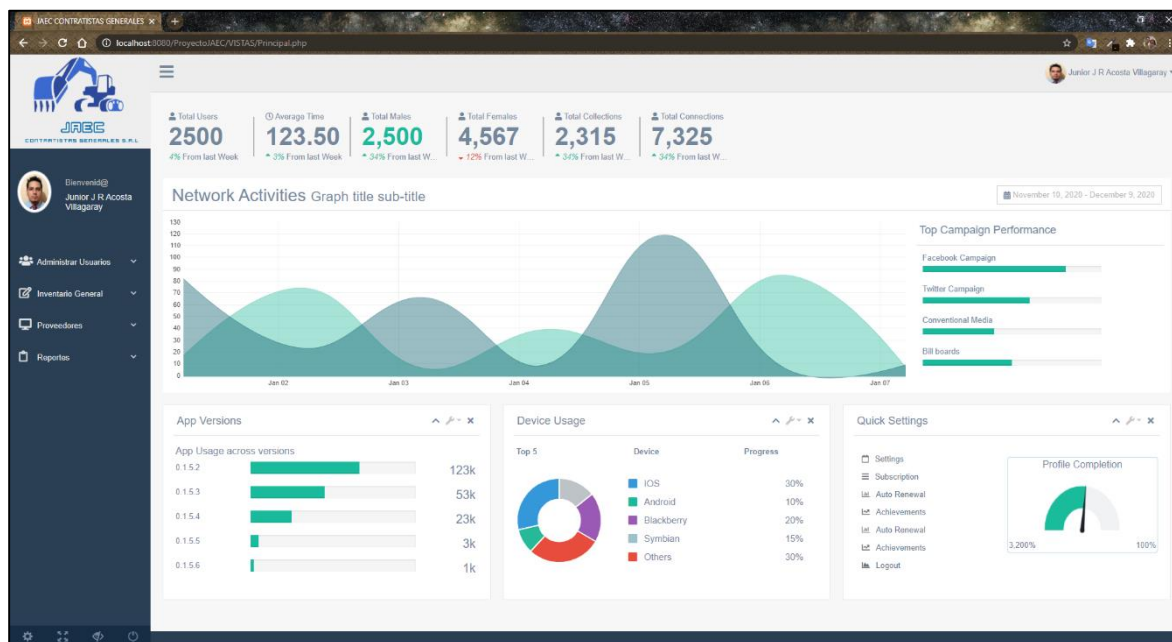 JAEC CONTRATISTAS GENERALES
localhost:8080/ProyectoJAEC/VISTAS/Principal.php
JAEC
CONTRATISTAS GENERALES S.R.L
Bienvenid@
Junior J R Acosta
Villagaray
Administrar Usuarios
Inventario General
Proveedores
Reportes
Junior J R Acosta Villagaray
Total Users
2500
4% From last Week
Average Time
123.50
3% From last Week
Total Males
2,500
34% From last W...
Total Females
4,567
12% From last W...
Total Collections
2,315
34% From last W...
Total Connections
7,325
34% From last W...
Network Activities Graph title sub-title
November 10, 2020 - December 9, 2020
130
120
110
100
90
80
70
60
50
40
30
20
10
0
Jan 02
Jan 03
Jan 04
Jan 05
Jan 06
Jan 07
Top Campaign Performance
Facebook Campaign
Twitter Campaign
Conventional Media
Bill boards
App Versions
App Usage across versions
0.1.5.2 123k
0.1.5.3 53k
0.1.5.4 23k
0.1.5.5 3k
0.1.5.6 1k
Device Usage
Top 5 Device Progress
IOS 30%
Android 10%
Blackberry 20%
Symbian 15%
Others 30%
Quick Settings
Settings
Subscription
Auto Renewal
Achievements
Auto Renewal
Achievements
Logout
Profile Completion
3,200% 100%